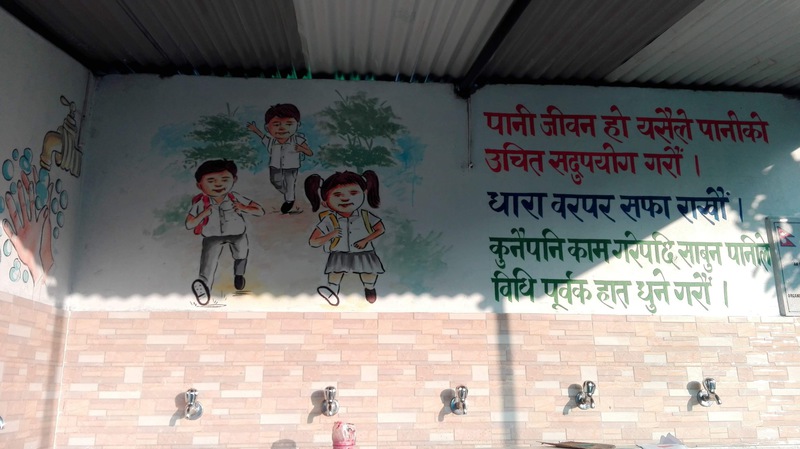 पानी जीवन हो यसैले पानीको
उचित सदुपयोग गरौं ।
धारा वरपर सफा राखौं ।
कुनैपनि काम गरेपछि साबुन पानीले
विधि पूर्वक हात धुने गरौं ।